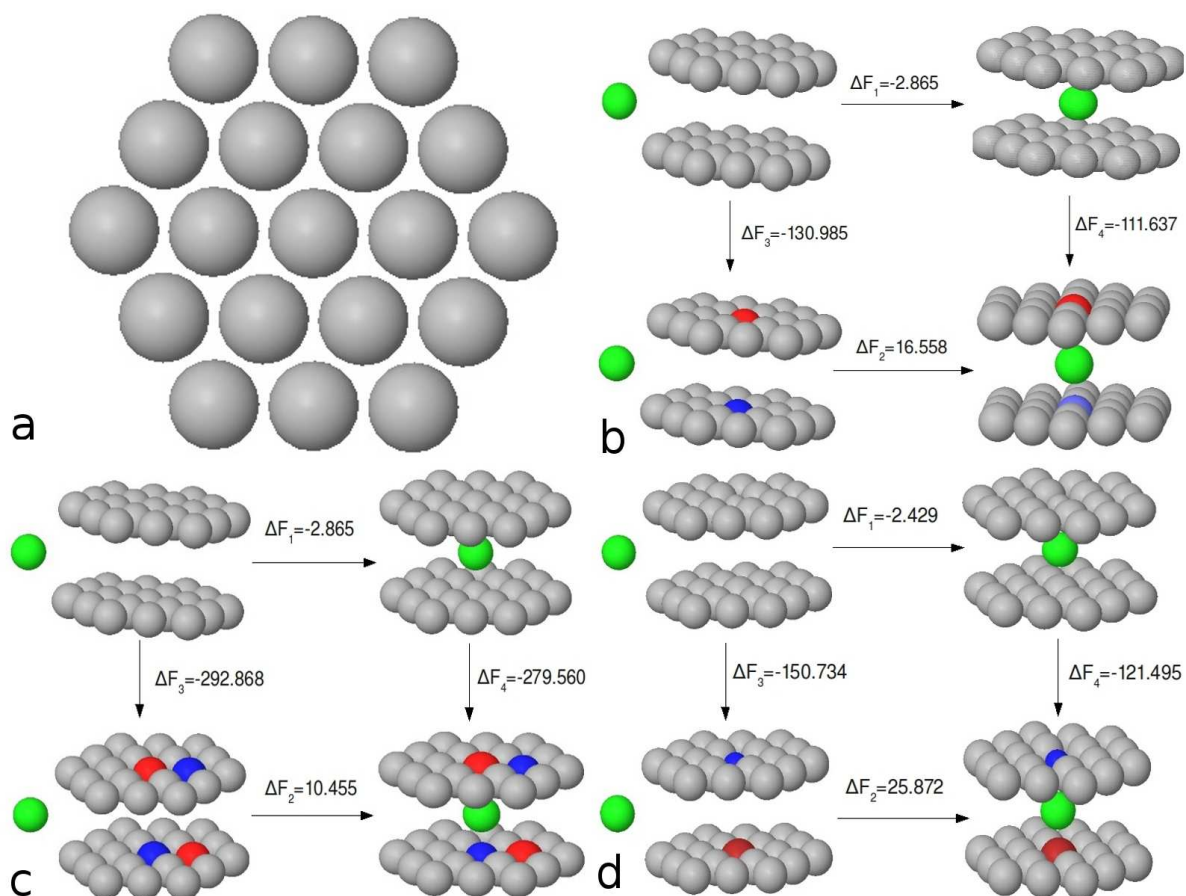 a
ΔF₁=-2.865
ΔF₃=-130.985
ΔF₄=-111.637
ΔF₂=16.558
b
ΔF₁=-2.865
ΔF₃=-292.868
ΔF₄=-279.560
ΔF₂=10.455
c
ΔF₁=-2.429
ΔF₃=-150.734
ΔF₄=-121.495
ΔF₂=25.872
d